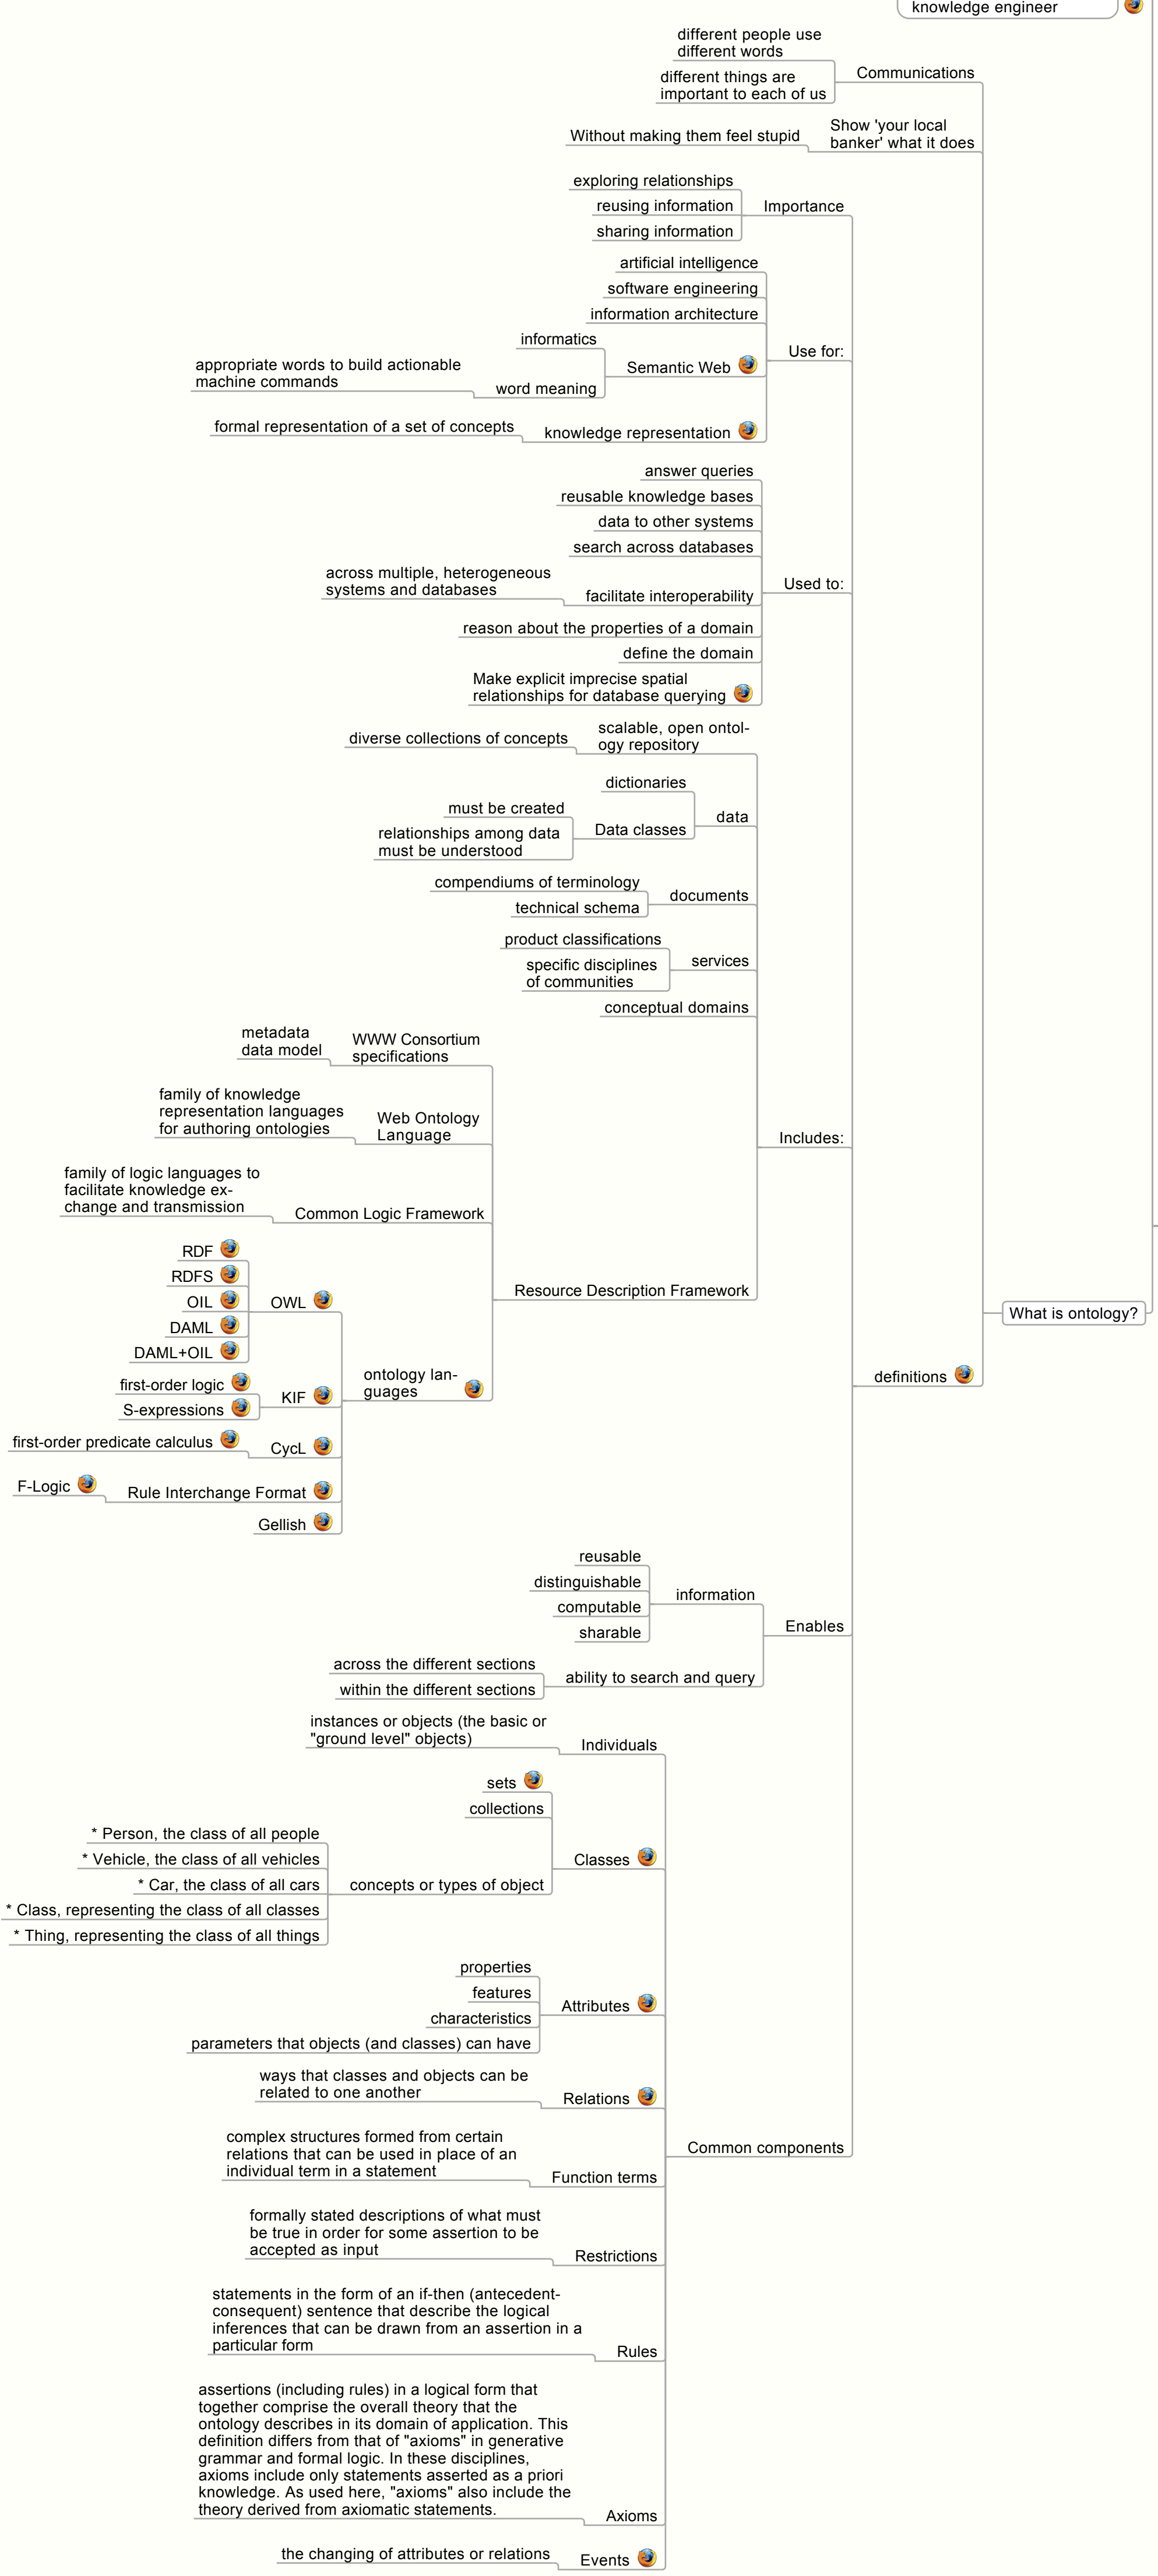 knowledge engineer
different people use
different words
different things are
important to each of us
Communications
Without making them feel stupid
Show 'your local
banker' what it does
exploring relationships
reusing information
sharing information
Importance
artificial intelligence
software engineering
information architecture
informatics
appropriate words to build actionable
machine commands
word meaning
Semantic Web
formal representation of a set of concepts
knowledge representation
Use for:
answer queries
reusable knowledge bases
data to other systems
search across databases
across multiple, heterogeneous
systems and databases
facilitate interoperability
reason about the properties of a domain
define the domain
Make explicit imprecise spatial
relationships for database querying
Used to:
diverse collections of concepts
scalable, open ontol-
ogy repository
dictionaries
must be created
relationships among data
must be understood
Data classes
data
compendiums of terminology
technical schema
documents
product classifications
specific disciplines
of communities
services
conceptual domains
metadata
data model
WWW Consortium
specifications
family of knowledge
representation languages
for authoring ontologies
Web Ontology
Language
family of logic languages to
facilitate knowledge ex-
change and transmission
Common Logic Framework
RDF
RDFS
OIL
DAML
DAML+OIL
OWL
first-order logic
S-expressions
KIF
first-order predicate calculus
CycL
F-Logic
Rule Interchange Format
Gellish
ontology lan-
guages
Resource Description Framework
Includes:
What is ontology?
definitions
reusable
distinguishable
computable
sharable
information
across the different sections
within the different sections
ability to search and query
Enables
instances or objects (the basic or
"ground level" objects)
Individuals
sets
collections
* Person, the class of all people
* Vehicle, the class of all vehicles
* Car, the class of all cars
* Class, representing the class of all classes
* Thing, representing the class of all things
concepts or types of object
Classes
properties
features
characteristics
parameters that objects (and classes) can have
Attributes
ways that classes and objects can be
related to one another
Relations
complex structures formed from certain
relations that can be used in place of an
individual term in a statement
Function terms
Common components
formally stated descriptions of what must
be true in order for some assertion to be
accepted as input
Restrictions
statements in the form of an if-then (antecedent-
consequent) sentence that describe the logical
inferences that can be drawn from an assertion in a
particular form
Rules
assertions (including rules) in a logical form that
together comprise the overall theory that the
ontology describes in its domain of application. This
definition differs from that of "axioms" in generative
grammar and formal logic. In these disciplines,
axioms include only statements asserted as a priori
knowledge. As used here, "axioms" also include the
theory derived from axiomatic statements.
Axioms
the changing of attributes or relations
Events